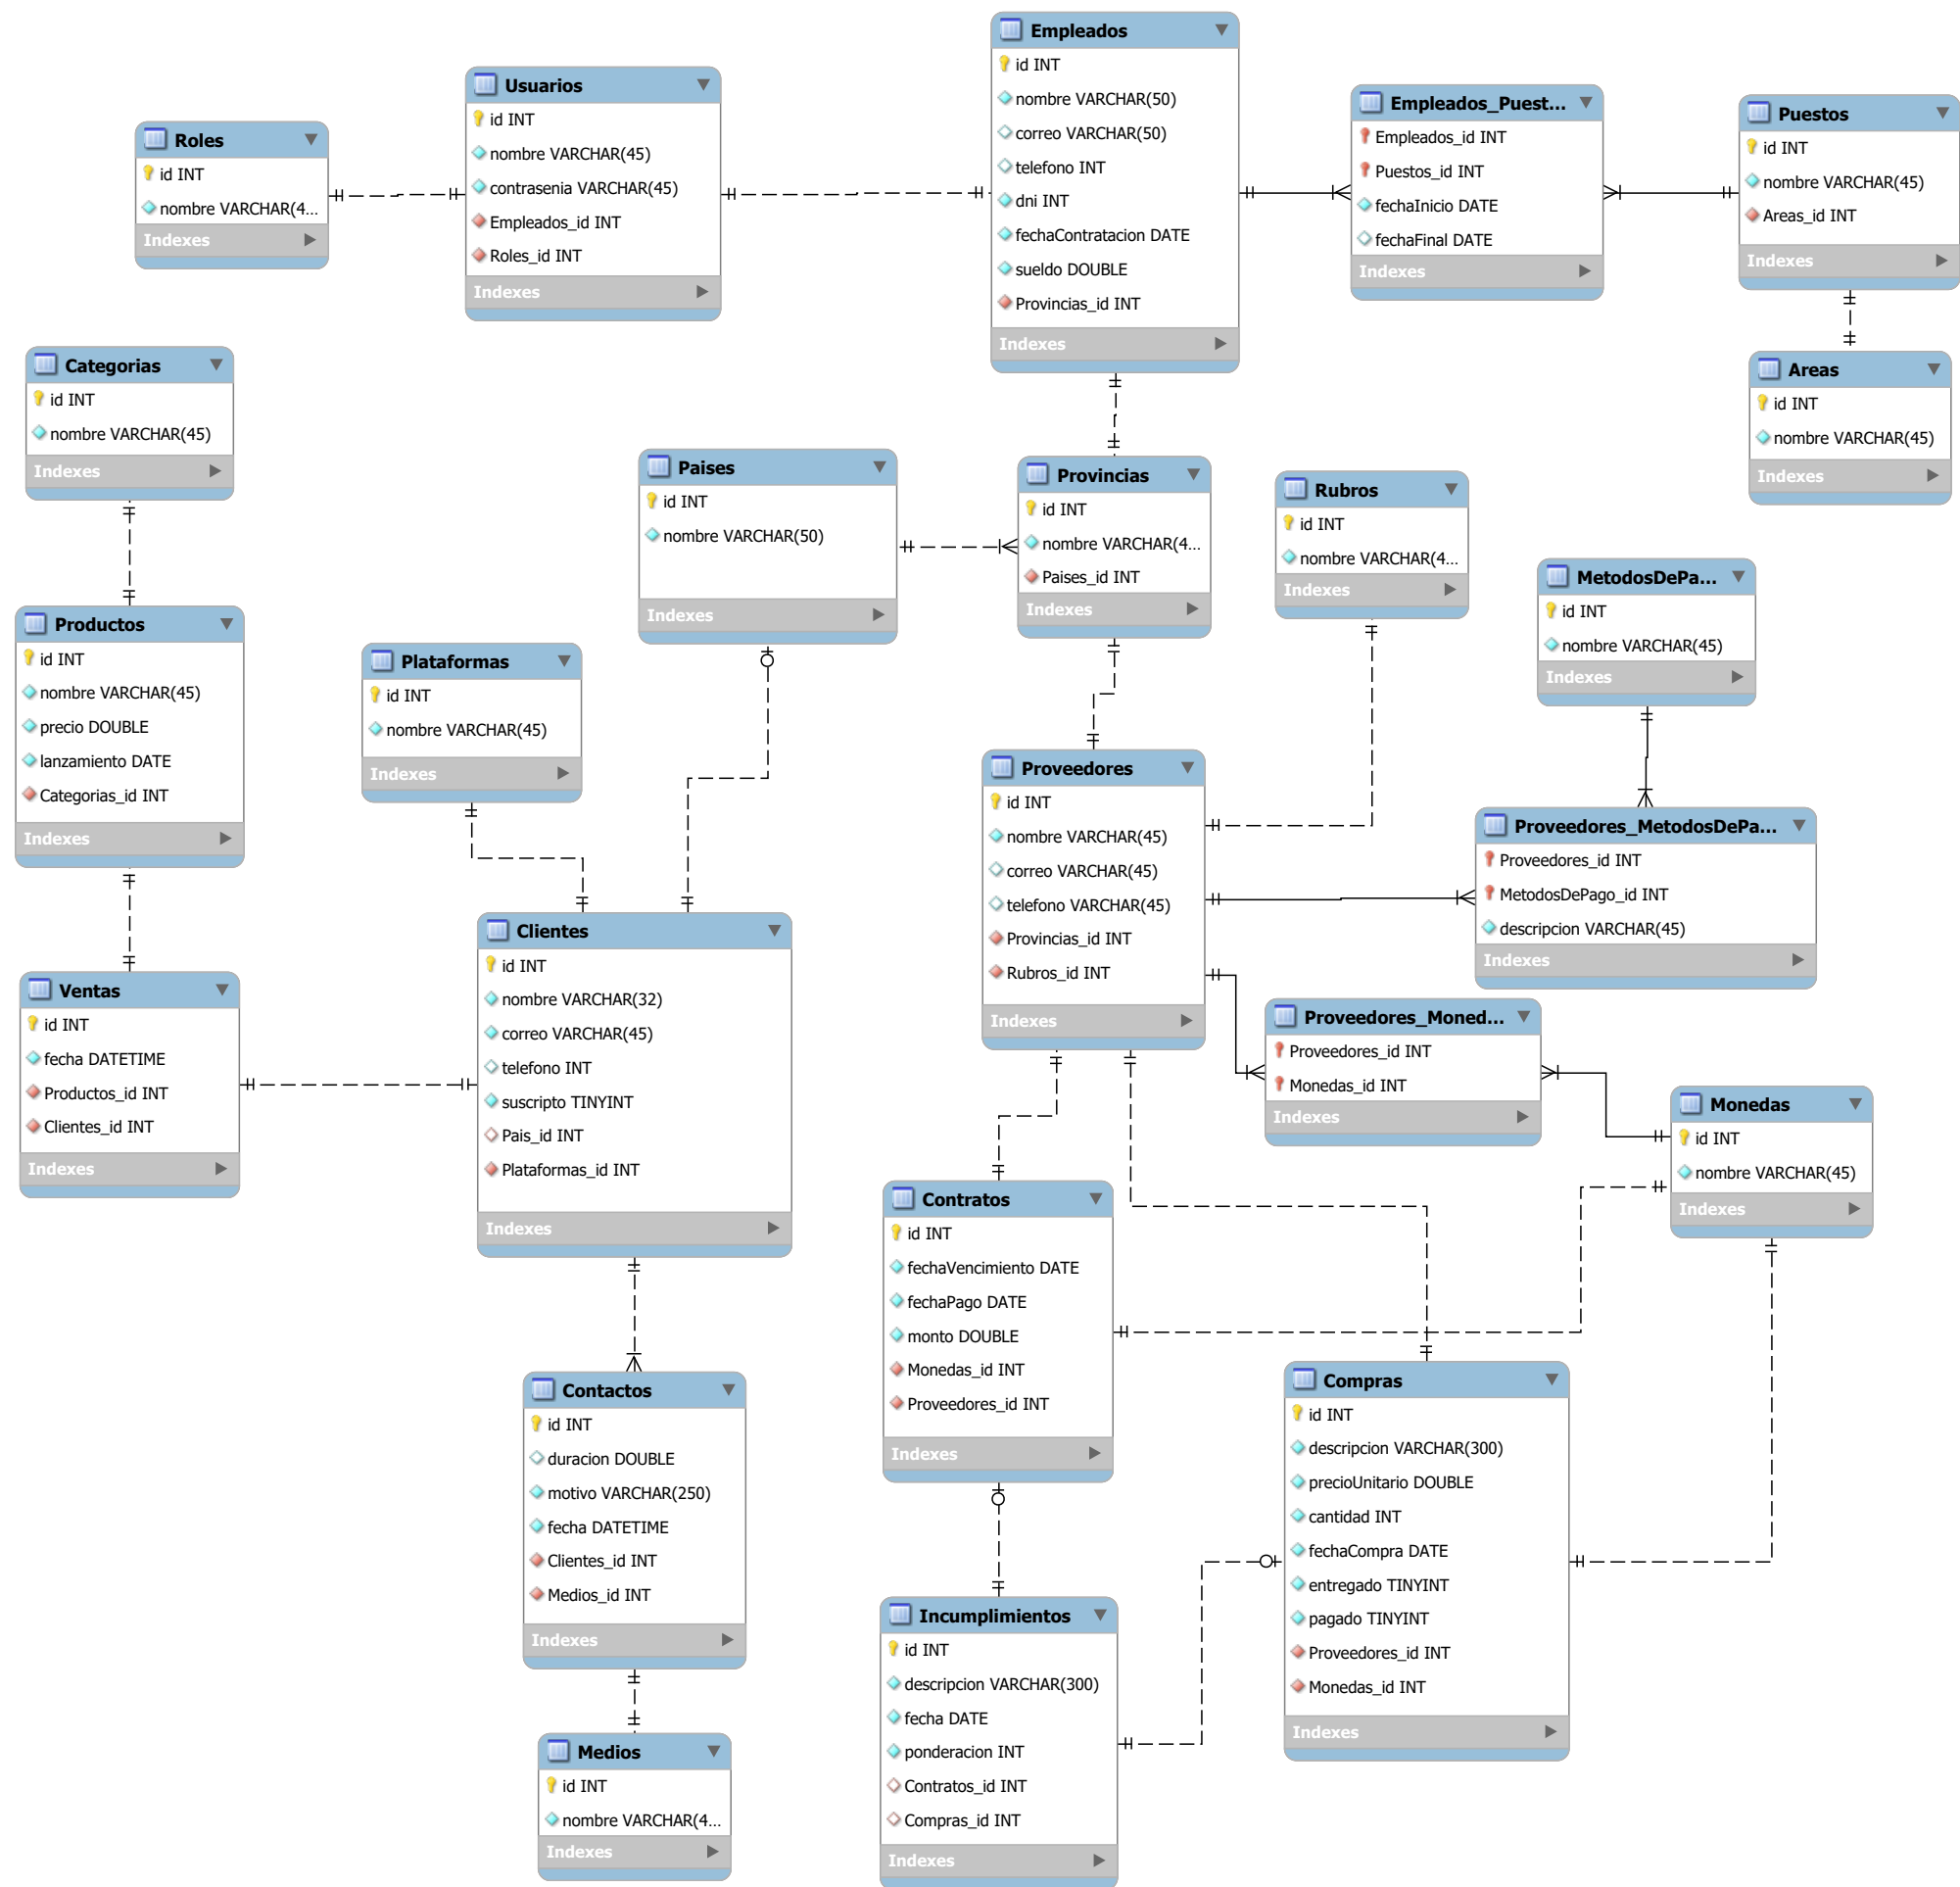 Empleados
id INT
nombre VARCHAR(50)
correo VARCHAR(50)
telefono INT
dni INT
fechaContratacion DATE
sueldo DOUBLE
Provincias_id INT
Indexes
Usuarios
id INT
nombre VARCHAR(45)
contrasenia VARCHAR(45)
Empleados_id INT
Roles_id INT
Indexes
Empleados_Puest...
Empleados_id INT
Puestos_id INT
fechaInicio DATE
fechaFinal DATE
Indexes
Puestos
id INT
nombre VARCHAR(45)
Areas_id INT
Indexes
Roles
id INT
nombre VARCHAR(4...
Indexes
Categorias
id INT
nombre VARCHAR(45)
Indexes
Areas
id INT
nombre VARCHAR(45)
Indexes
Paises
id INT
nombre VARCHAR(50)
Indexes
Provincias
id INT
nombre VARCHAR(4...
Paises_id INT
Indexes
Rubros
id INT
nombre VARCHAR(4...
Indexes
MetodosDePa...
id INT
nombre VARCHAR(45)
Indexes
Productos
id INT
nombre VARCHAR(45)
precio DOUBLE
lanzamiento DATE
Categorias_id INT
Indexes
Plataformas
id INT
nombre VARCHAR(45)
Indexes
Proveedores
id INT
nombre VARCHAR(45)
correo VARCHAR(45)
telefono VARCHAR(45)
Provincias_id INT
Rubros_id INT
Indexes
Proveedores_MetodosDePa...
Proveedores_id INT
MetodosDePago_id INT
descripcion VARCHAR(45)
Indexes
Clientes
id INT
nombre VARCHAR(32)
correo VARCHAR(45)
telefono INT
suscripto TINYINT
Pais_id INT
Plataformas_id INT
Indexes
Ventas
id INT
fecha DATETIME
Productos_id INT
Clientes_id INT
Indexes
Proveedores_Moned...
Proveedores_id INT
Monedas_id INT
Indexes
Monedas
id INT
nombre VARCHAR(45)
Indexes
Contratos
id INT
fechaVencimiento DATE
fechaPago DATE
monto DOUBLE
Monedas_id INT
Proveedores_id INT
Indexes
Compras
id INT
descripcion VARCHAR(300)
precioUnitario DOUBLE
cantidad INT
fechaCompra DATE
entregado TINYINT
pagado TINYINT
Proveedores_id INT
Monedas_id INT
Indexes
Contactos
id INT
duracion DOUBLE
motivo VARCHAR(250)
fecha DATETIME
Clientes_id INT
Medios_id INT
Indexes
Incumplimientos
id INT
descripcion VARCHAR(300)
fecha DATE
ponderacion INT
Contratos_id INT
Compras_id INT
Indexes
Medios
id INT
nombre VARCHAR(4...
Indexes